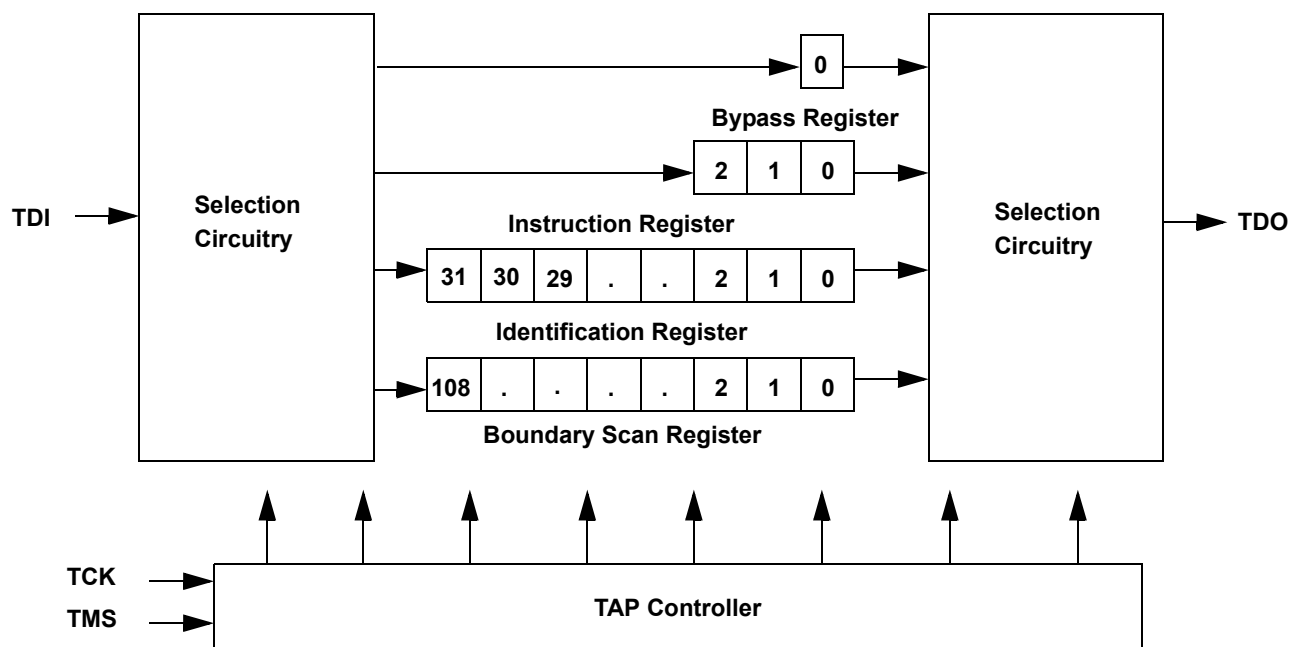 0
Bypass Register
2 1 0
TDI
Selection
Circuitry
Selection
Circuitry
TDO
Instruction Register
31 30 29 . . 2 1 0
Identification Register
108 . . . . 2 1 0
Boundary Scan Register
TCK
TMS
TAP Controller